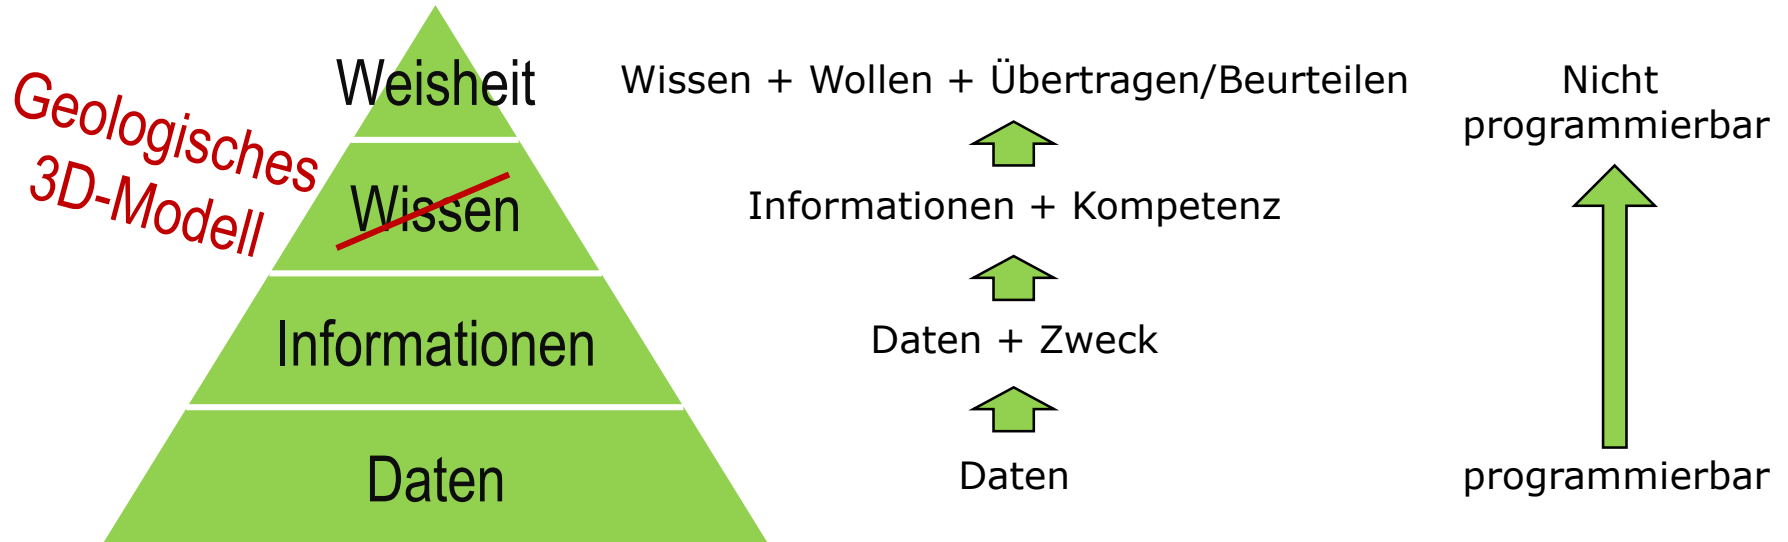 Geologisches
3D-Modell
Weisheit
Wissen
Informationen
Daten
Wissen + Wollen + Übertragen/Beurteilen
Informationen + Kompetenz
Daten + Zweck
Daten
Nicht
programmierbar
programmierbar